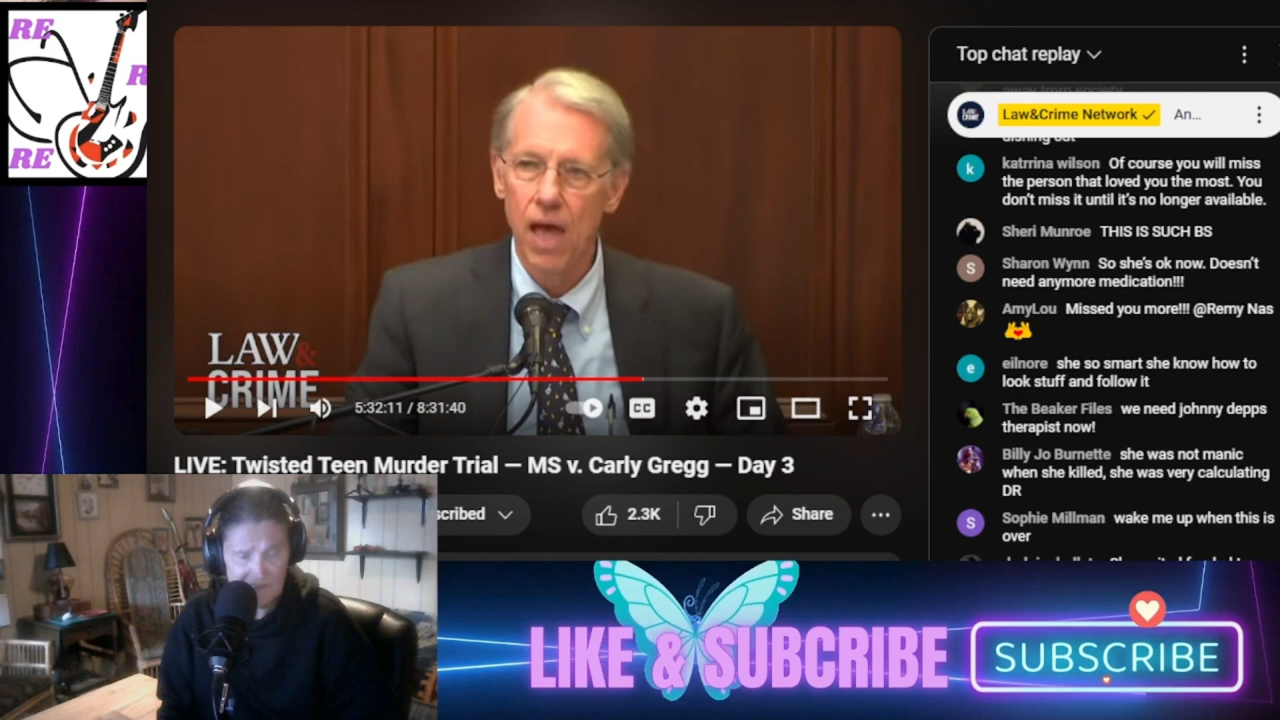 RE
R
RE
Top chat replay
Law&Crime Network An...
dishing out
katrrina wilson Of course you will miss
the person that loved you the most. You
don't miss it until it's no longer available.
Sheri Munroe THIS IS SUCH BS
Sharon Wynn So she's ok now. Doesn't
need anymore medication!!!
AmyLou Missed you more!!! @Remy Nas
eilnore she so smart she know how to
look stuff and follow it
The Beaker Files we need johnny depps
therapist now!
Billy Jo Burnette she was not manic
when she killed, she was very calculating
DR
Sophie Millman wake me up when this is
over
LAW&
CRIME
5:32:11 / 8:31:40
CC
LIVE: Twisted Teen Murder Trial — MS v. Carly Gregg — Day 3
scribed
2.3K
Share
LIKE & SUBCRIBE
SUBSCRIBE